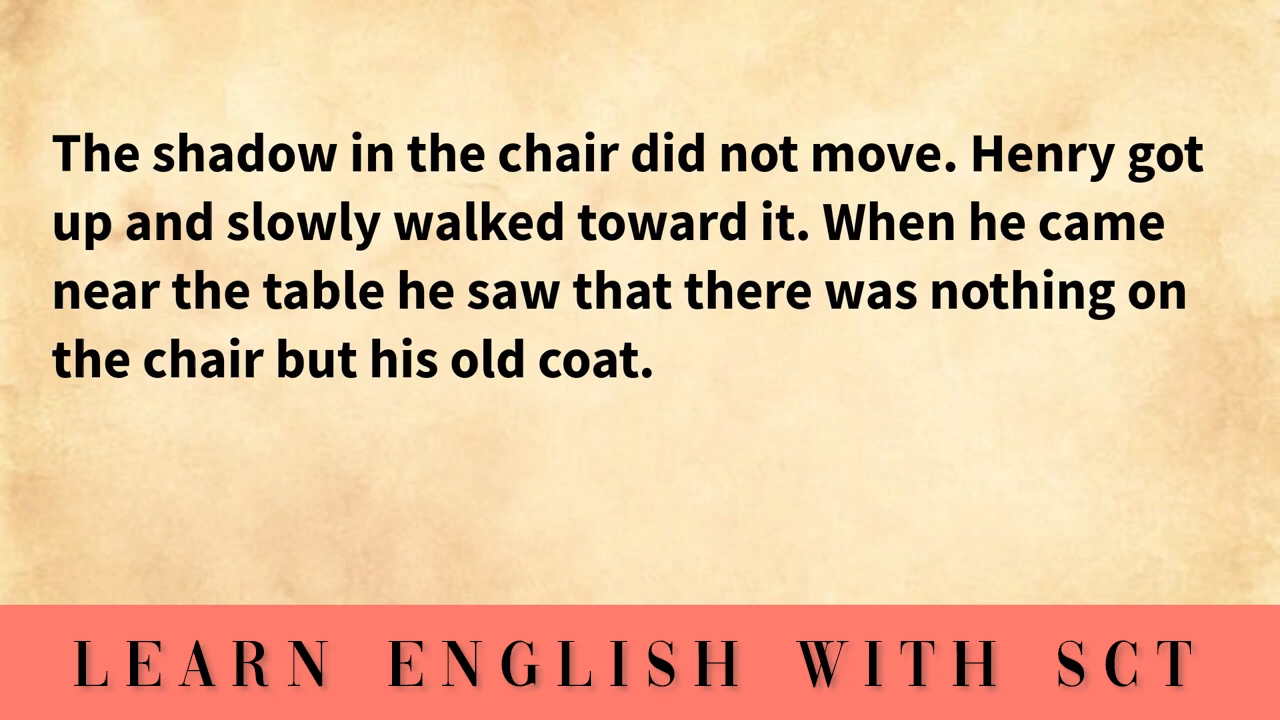 The shadow in the chair did not move. Henry got
up and slowly walked toward it. When he came
near the table he saw that there was nothing on
the chair but his old coat.
LEARN ENGLISH WITH SCT